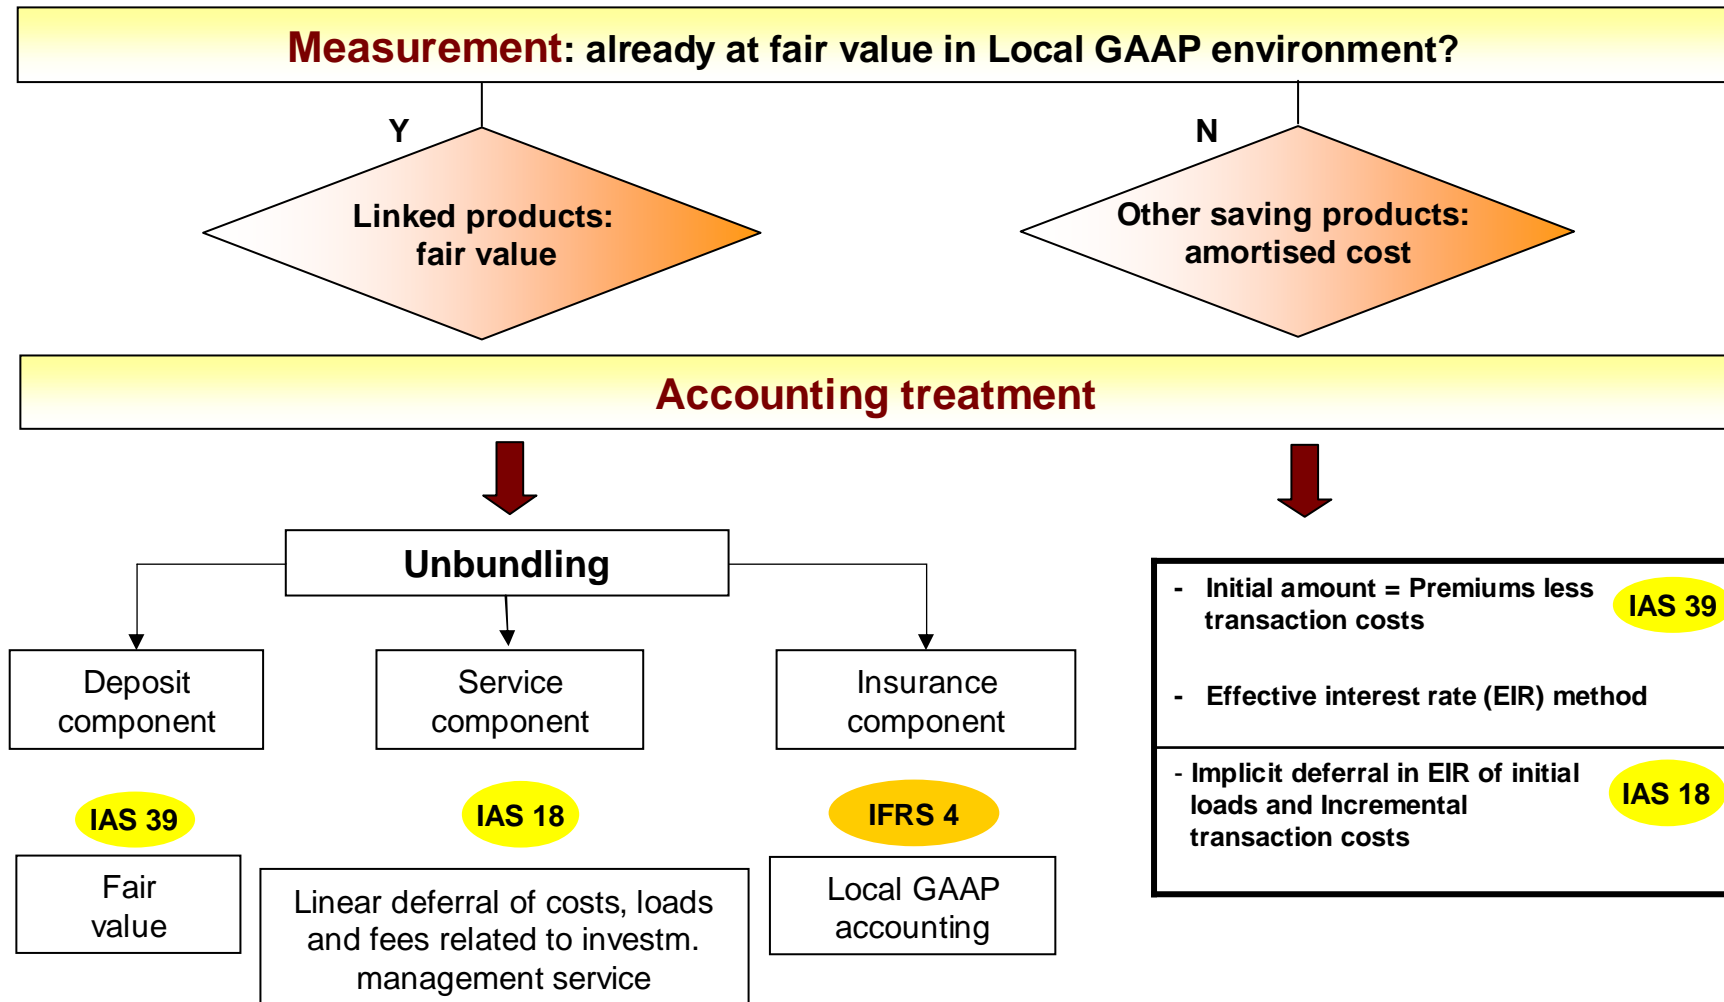 Measurement: already at fair value in Local GAAP environment?
Y
N
Linked products:
fair value
Other saving products:
amortised cost
Accounting treatment
Unbundling
Deposit
component
Service
component
Insurance
component
IAS 39
IAS 18
IFRS 4
Fair
value
Linear deferral of costs, loads
and fees related to investm.
management service
Local GAAP
accounting
- Initial amount = Premiums less
transaction costs
IAS 39
- Effective interest rate (EIR) method
- Implicit deferral in EIR of initial
loads and Incremental
transaction costs
IAS 18